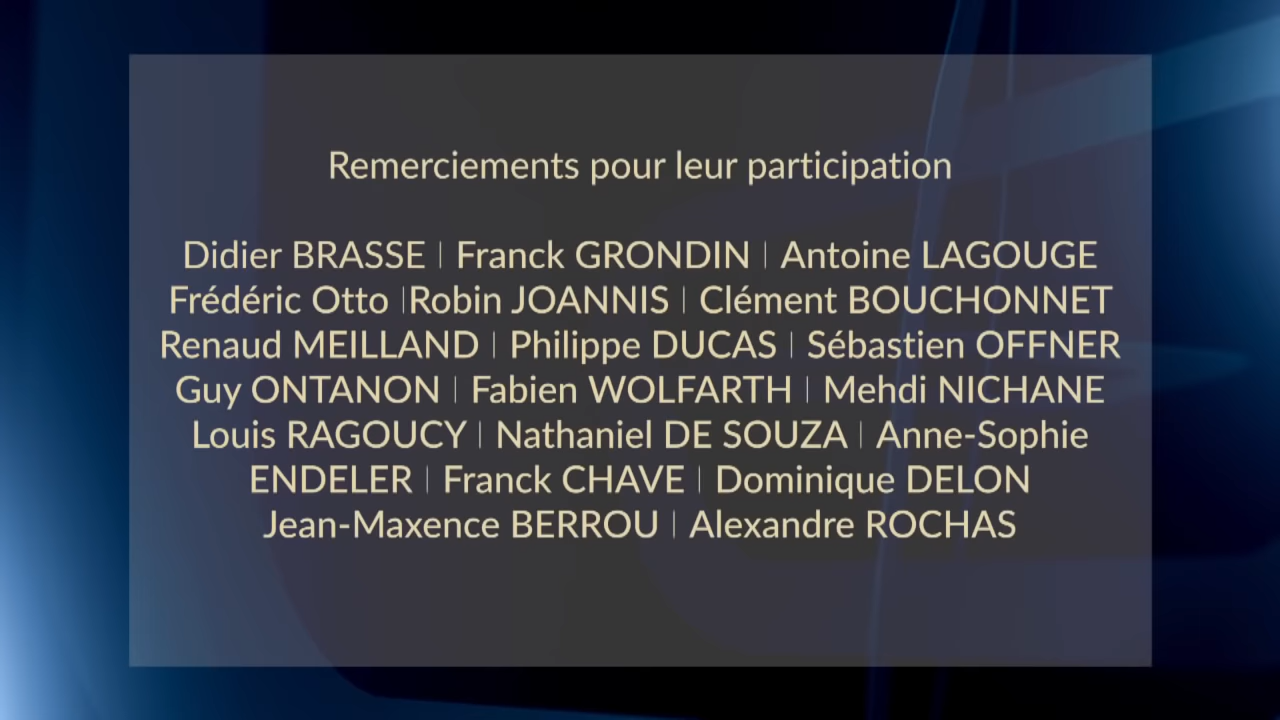 Remerciements pour leur participation
Didier BRASSE | Franck GRONDIN | Antoine LAGOUGE
Frédéric Otto |Robin JOANNIS | Clément BOUCHONNET
Renaud MEILLAND | Philippe DUCAS | Sébastien OFFNER
Guy ONTANON | Fabien WOLFARTH | Mehdi NICHANE
Louis RAGOUCY | Nathaniel DE SOUZA | Anne-Sophie
ENDELER | Franck CHAVE | Dominique DELON
Jean-Maxence BERROU | Alexandre ROCHAS